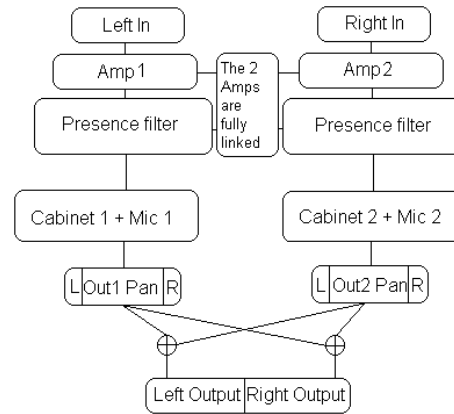 Left In
Right In
Amp 1
The 2
Amps
are
fully
linked
Amp 2
Presence filter
Presence filter
Cabinet 1 + Mic 1
Cabinet 2 + Mic 2
L Out1 Pan R
L Out2 Pan R
Left Output Right Output